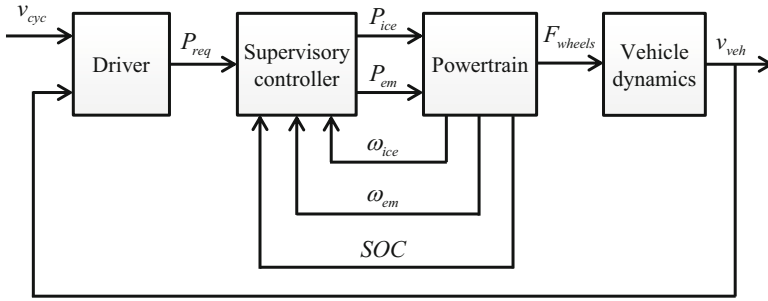 v_cyc
Driver
P_req
Supervisory
controller
P_ice
P_em
Powertrain
F_wheels
Vehicle
dynamics
v_veh
ω_ice
ω_em
SOC